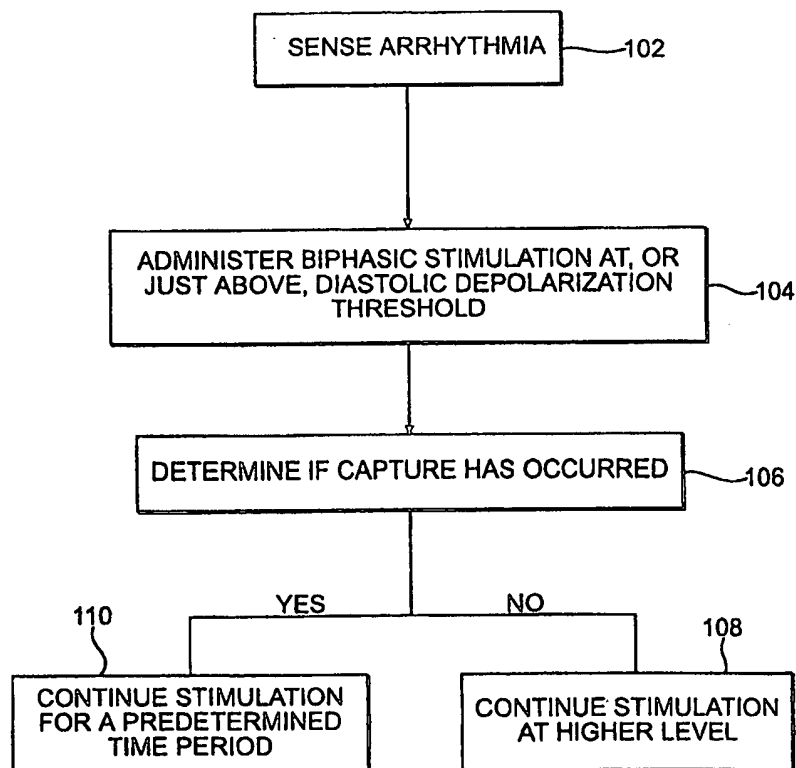 SENSE ARRHYTHMIA
102
ADMINISTER BIPHASIC STIMULATION AT, OR
JUST ABOVE, DIASTOLIC DEPOLARIZATION
THRESHOLD
104
DETERMINE IF CAPTURE HAS OCCURRED
106
YES
NO
110
108
CONTINUE STIMULATION
FOR A PREDETERMINED
TIME PERIOD
CONTINUE STIMULATION
AT HIGHER LEVEL